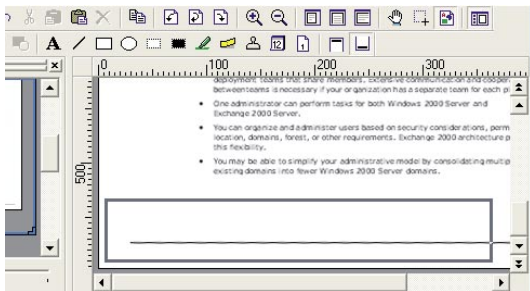 A
12
1
0
100
200
300
500
deployment teams that share members. Extensive communication and cooper
between teams is necessary if your organization has a separate team for each p
• One administrator can perform tasks for both Windows 2000 Server and
Exchange 2000 Server.
• You can organize and administer users based on security considerations, perm
location, domains, forest, or other requirements. Exchange 2000 architecture p
this flexibility.
• You may be able to simplify your administrative model by consolidating multip
existing domains into fewer Windows 2000 Server domains.